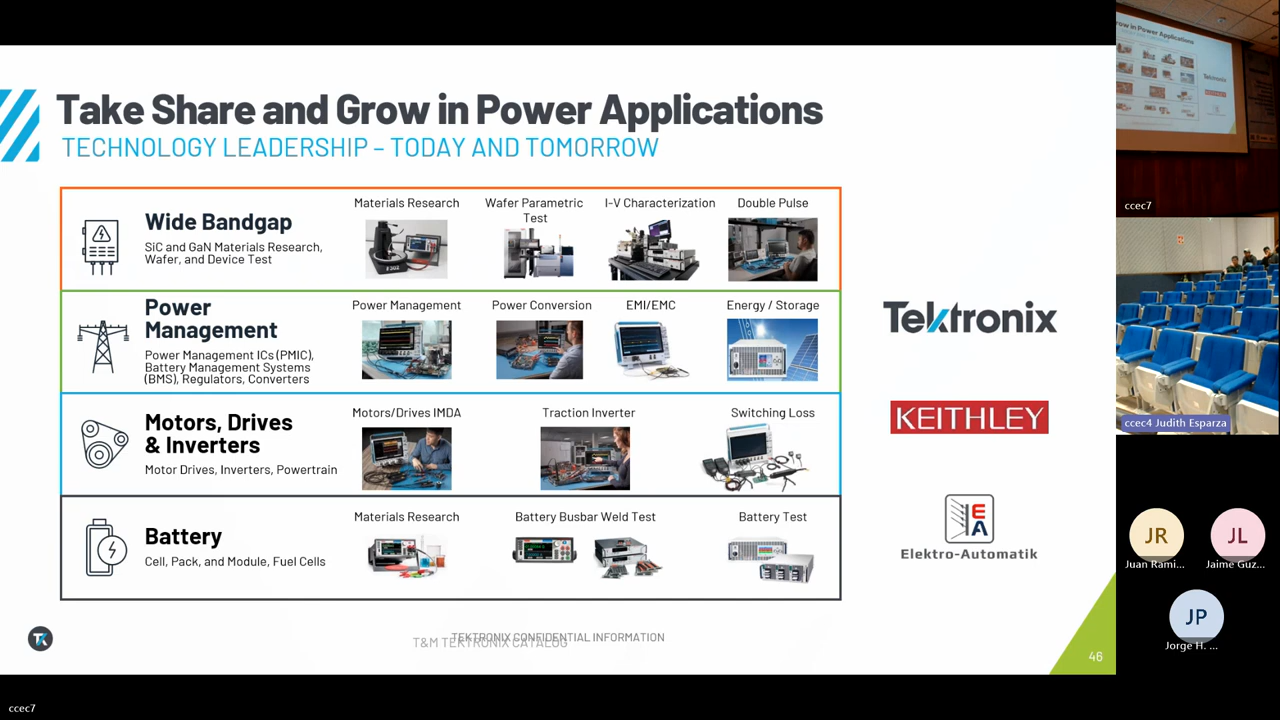 Take Share and Grow in Power Applications
TECHNOLOGY LEADERSHIP – TODAY AND TOMORROW
Wide Bandgap
SiC and GaN Materials Research,
Wafer, and Device Test
Materials Research
Wafer Parametric
Test
I-V Characterization
Double Pulse
Power
Management
Power Management ICs (PMIC),
Battery Management Systems
(BMS), Regulators, Converters
Power Management
Power Conversion
EMI/EMC
Energy / Storage
Motors, Drives
& Inverters
Motor Drives, Inverters, Powertrain
Motors/Drives IMDA
Traction Inverter
Switching Loss
Battery
Cell, Pack, and Module, Fuel Cells
Materials Research
Battery Busbar Weld Test
Battery Test
Tektronix
KEITHLEY
EA
Elektro-Automatik
TK
TEKTRONIX CONFIDENTIAL INFORMATION
T&M TEKTRONIX CATALOG
46
ccec7
Tektronix
ccec7
ccec4 Judith Esparza
JR
Juan Rami...
JL
Jaime Guz...
JP
Jorge H. ...